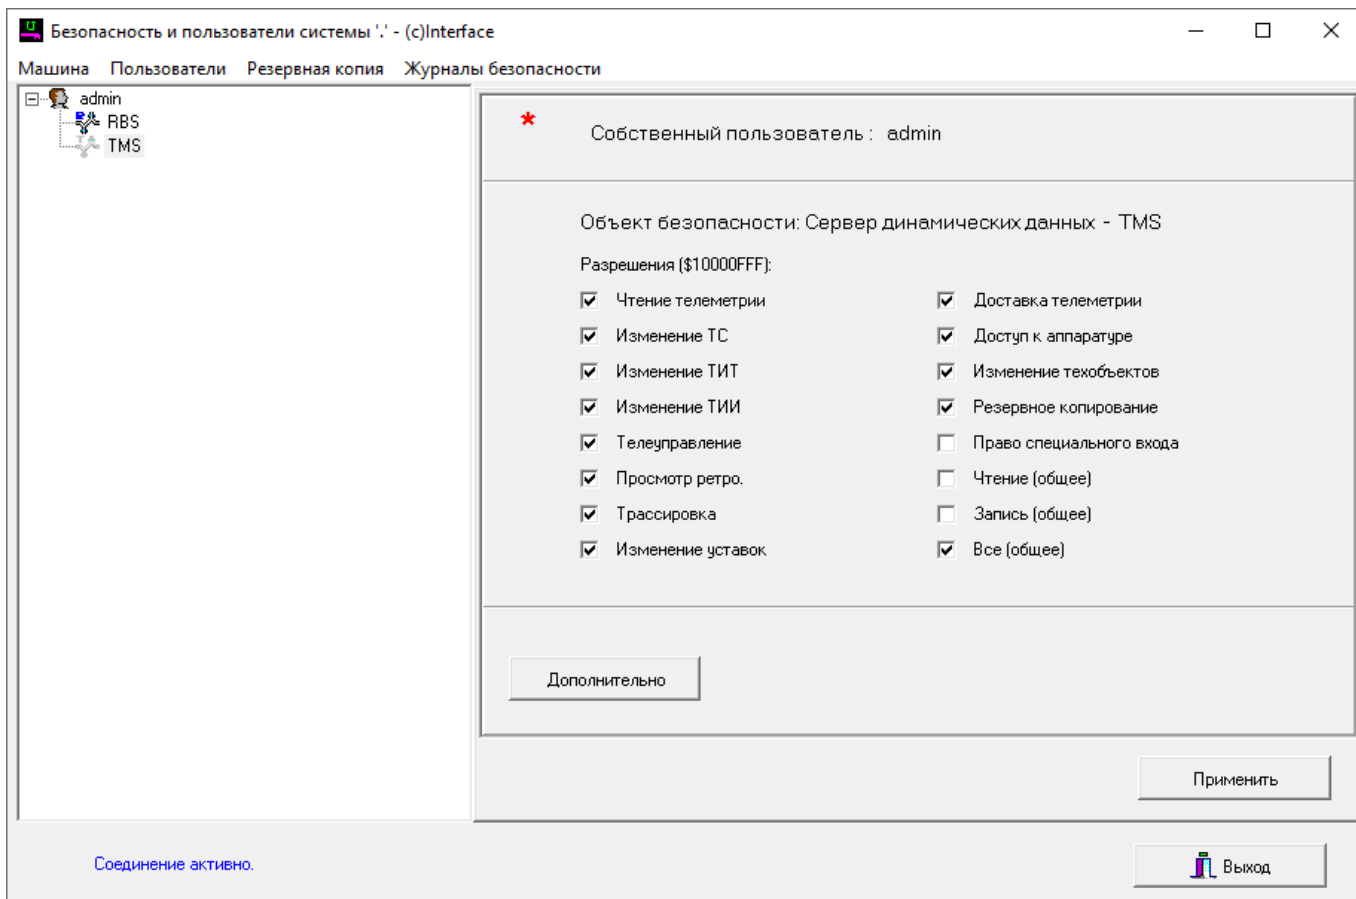 Безопасность и пользователи системы '.' - (c)Interface
Машина Пользователи Резервная копия Журналы безопасности
admin
RBS
TMS
* Собственный пользователь : admin
Объект безопасности: Сервер динамических данных - TMS
Разрешения ($10000FFF):
Чтение телеметрии Доставка телеметрии
Изменение ТС Доступ к аппаратуре
Изменение ТИТ Изменение техобъектов
Изменение ТИИ Резервное копирование
Телеуправление Право специального входа
Просмотр ретро. Чтение (общее)
Трассировка Запись (общее)
Изменение уставок Все (общее)
Дополнительно
Применить
Соединение активно. Выход